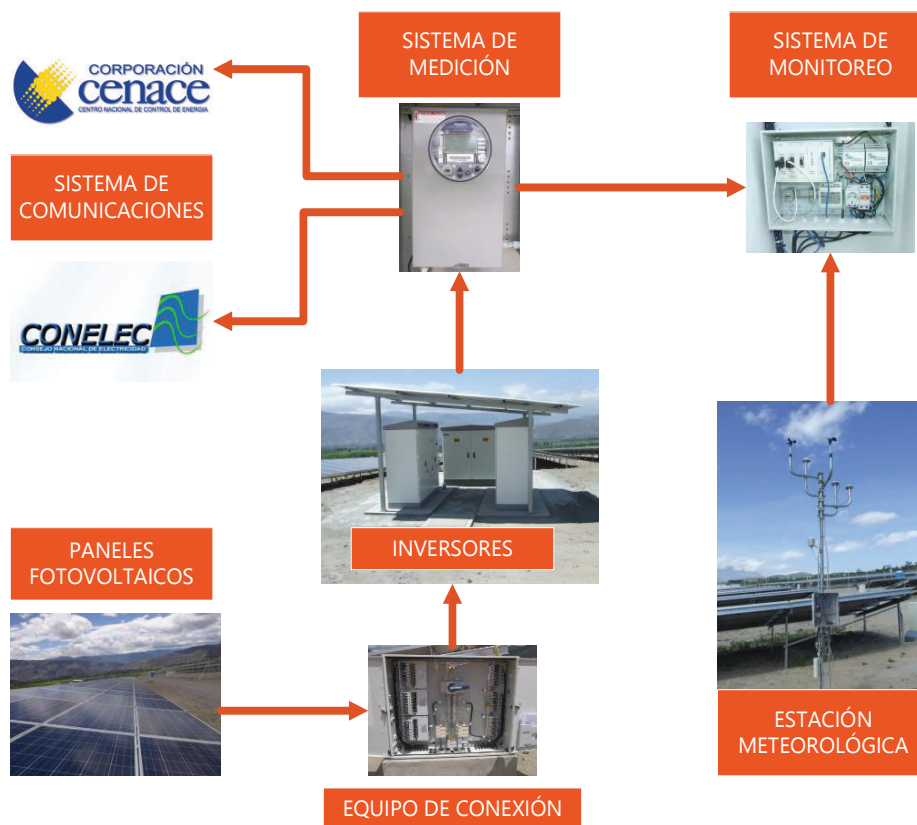 CORPORACIÓN
cenace
CENTRO NACIONAL DE CONTROL DE ENERGIA
SISTEMA DE
MEDICIÓN
SISTEMA DE
MONITOREO
SISTEMA DE
COMUNICACIONES
CONELEC
CONSEJO NACIONAL DE ELECTRICIDAD
INVERSORES
PANELES
FOTOVOLTAICOS
EQUIPO DE CONEXIÓN
ESTACIÓN
METEOROLÓGICA